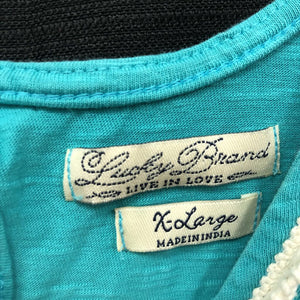 Lucky Brand
LIVE IN LOVE
X-Large
MADE IN INDIA